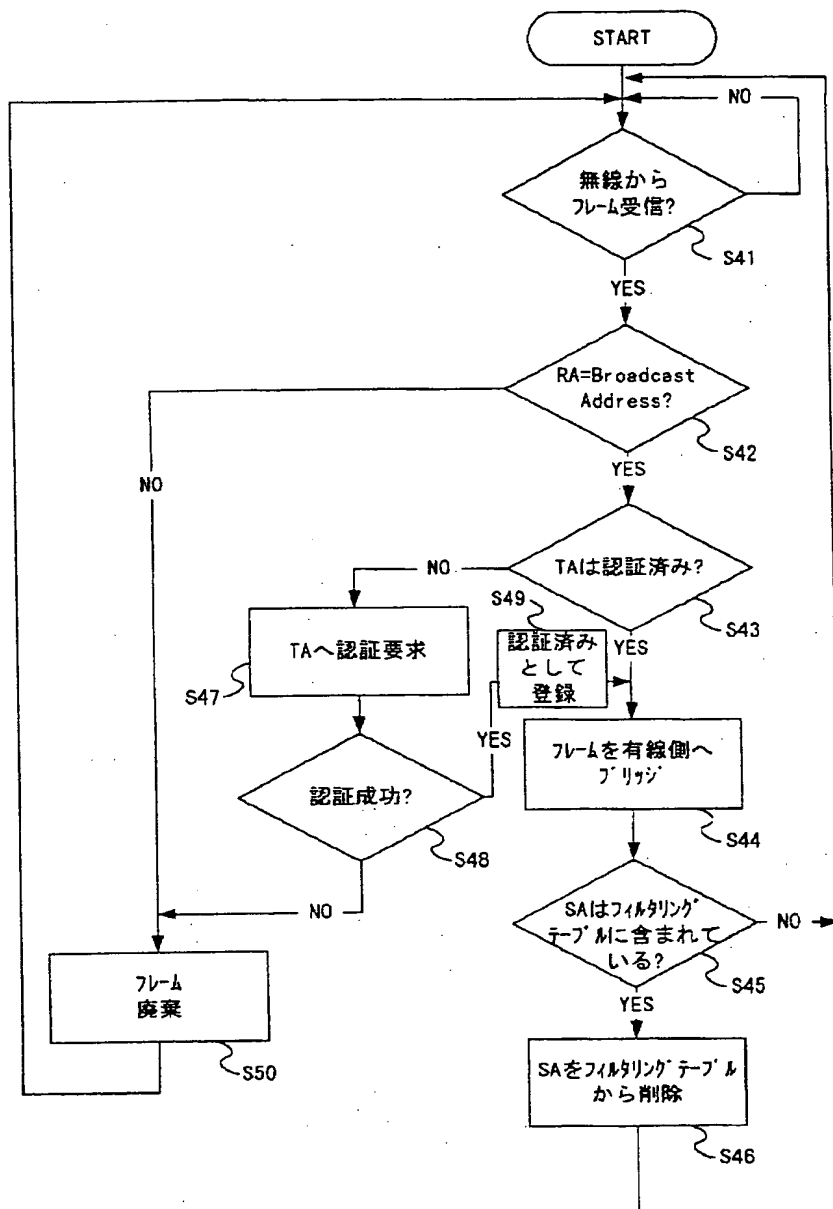 START
NO
無線から
フレーム受信?
S41
YES
RA=Broadcast
Address?
S42
NO
YES
TAは認証済み?
S43
NO
S49
YES
TAへ認証要求
S47
認証済み
として
登録
YES
フレームを有線側へ
ブリッジ
S44
認証成功?
S48
NO
SAはフィルタリング
テーブルに含まれて
いる?
NO
S45
YES
フレーム
廃棄
S50
SAをフィルタリングテーブル
から削除
S46